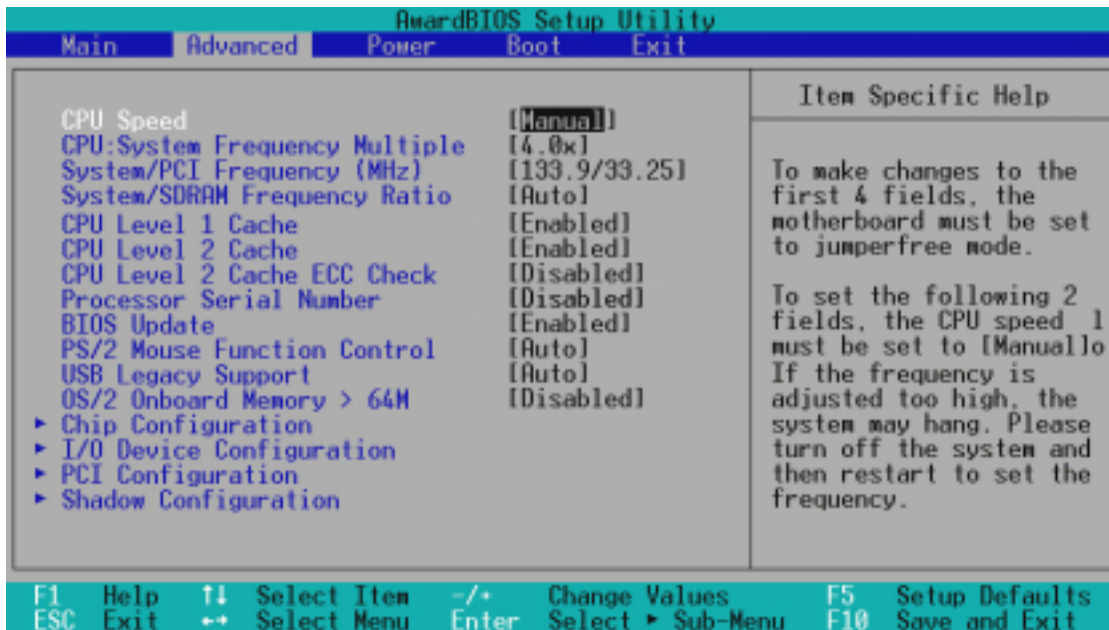 AwardBIOS Setup Utility
Main Advanced Power Boot Exit
CPU Speed [Manual]
CPU:System Frequency Multiple [4.0x]
System/PCI Frequency (MHz) [133.9/33.25]
System/SDRAM Frequency Ratio [Auto]
CPU Level 1 Cache [Enabled]
CPU Level 2 Cache [Enabled]
CPU Level 2 Cache ECC Check [Disabled]
Processor Serial Number [Disabled]
BIOS Update [Enabled]
PS/2 Mouse Function Control [Auto]
USB Legacy Support [Auto]
OS/2 Onboard Memory > 64M [Disabled]
▸ Chip Configuration
▸ I/O Device Configuration
▸ PCI Configuration
▸ Shadow Configuration
Item Specific Help
To make changes to the
first 4 fields, the
motherboard must be set
to jumperfree mode.
To set the following 2
fields, the CPU speed l
must be set to [Manual]o
If the frequency is
adjusted too high, the
system may hang. Please
turn off the system and
then restart to set the
frequency.
F1 Help ↑↓ Select Item -/+ Change Values F5 Setup Defaults
ESC Exit ←→ Select Menu Enter Select ▸ Sub-Menu F10 Save and Exit